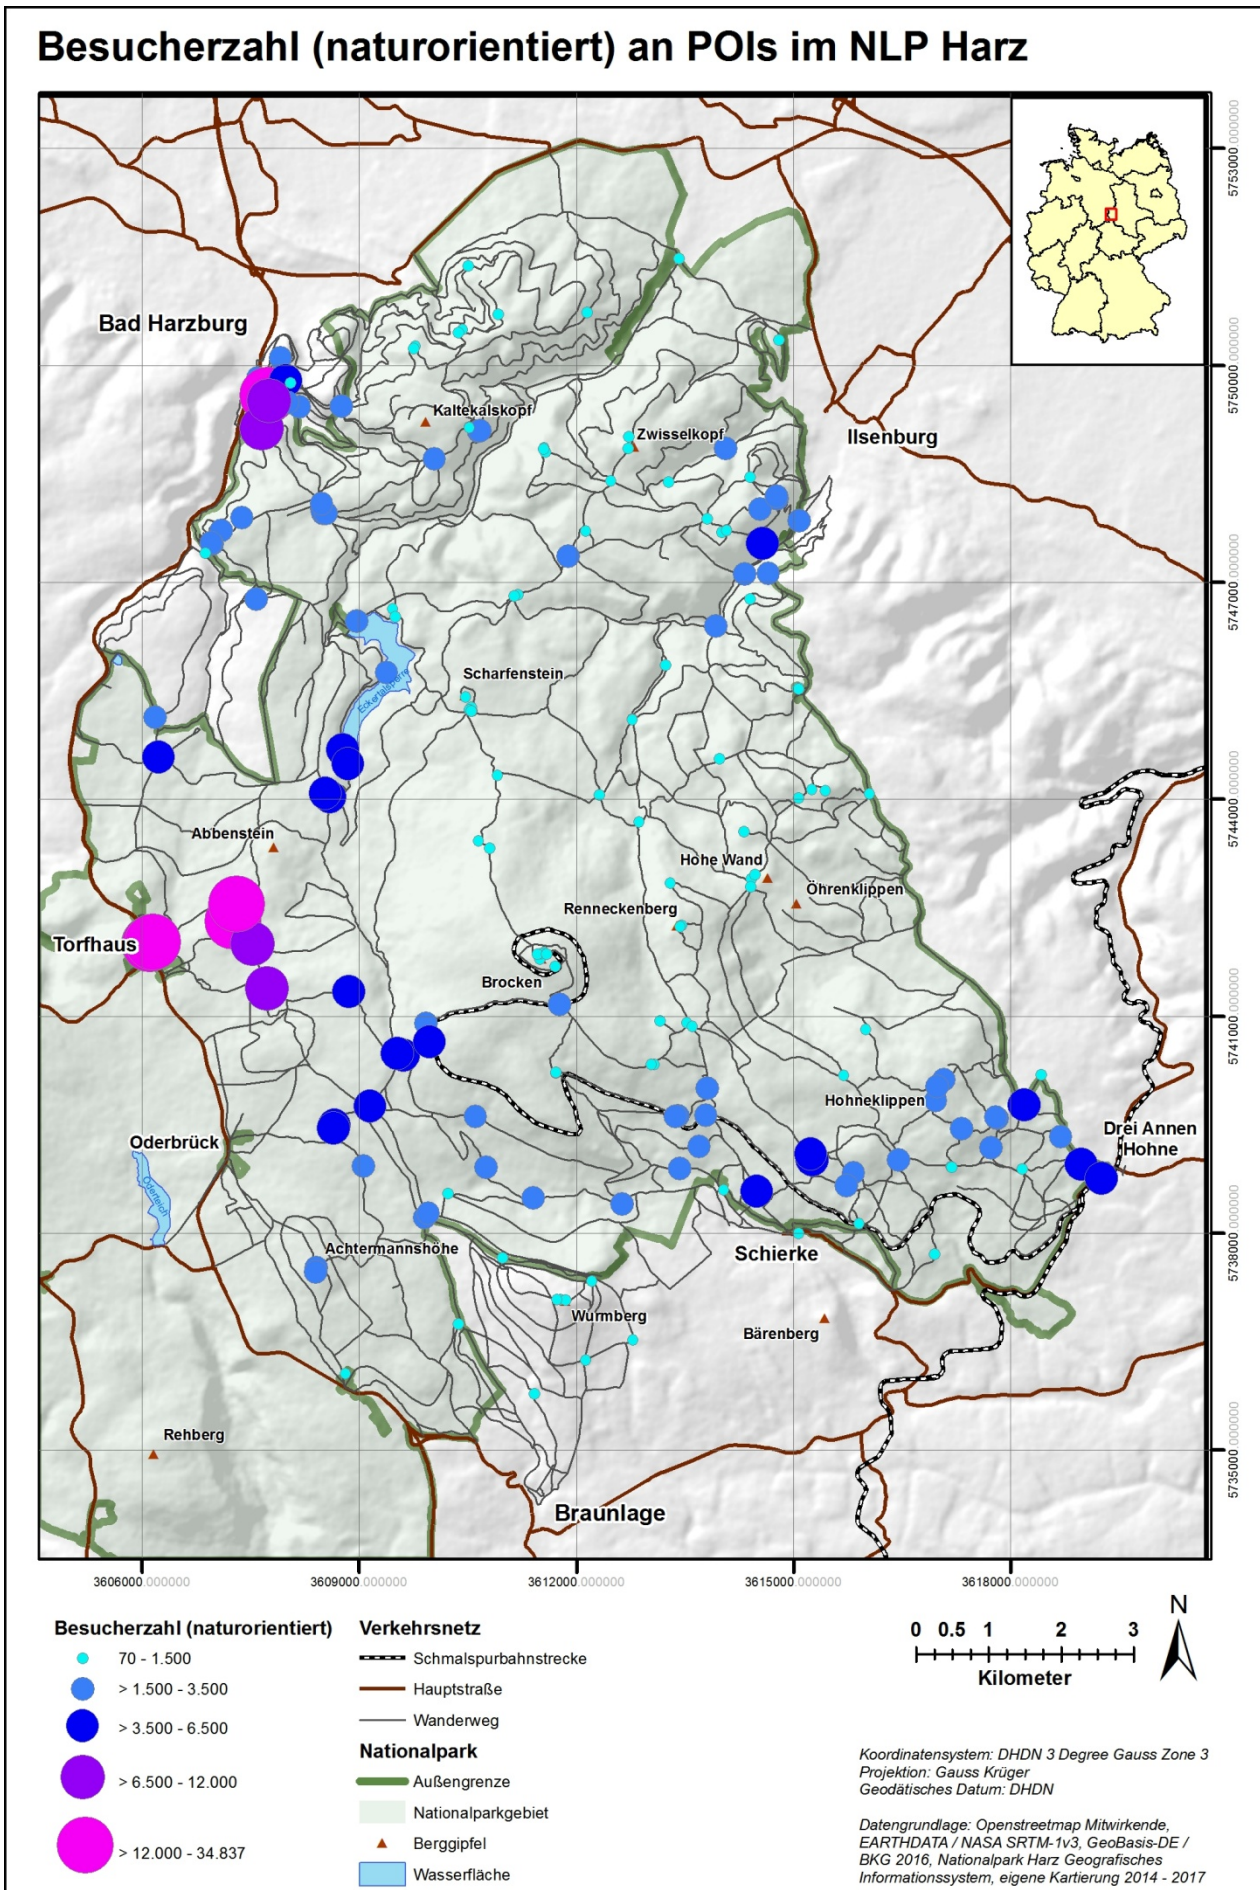 Besucherzahl (naturorientiert) an POIs im NLP Harz
5753000.000000
Bad Harzburg
5750000.000000
Kaltekalskopf
Zwisselkopf
Ilsenburg
5747000.000000
Scharfenstein
Eckertalsperre
5744000.000000
Abbenstein
Hohe Wand
Öhrenklippen
Renneckenberg
Torfhaus
Brocken
5741000.000000
Hohneklippen
Drei Annen
Hohne
Oderbrück
Oderteich
Achtermannshöhe
Schierke
5738000.000000
Wurmberg
Bärenberg
Rehberg
5735000.000000
Braunlage
3606000.000000
3609000.000000
3612000.000000
3615000.000000
3618000.000000
Besucherzahl (naturorientiert)
70 - 1.500
> 1.500 - 3.500
> 3.500 - 6.500
> 6.500 - 12.000
> 12.000 - 34.837
Verkehrsnetz
Schmalspurbahnstrecke
Hauptstraße
Wanderweg
Nationalpark
Außengrenze
Nationalparkgebiet
Berggipfel
Wasserfläche
0 0.5 1 2 3
Kilometer
N
Koordinatensystem: DHDN 3 Degree Gauss Zone 3
Projektion: Gauss Krüger
Geodätisches Datum: DHDN
Datengrundlage: Openstreetmap Mitwirkende,
EARTHDATA / NASA SRTM-1v3, GeoBasis-DE /
BKG 2016, Nationalpark Harz Geografisches
Informationssystem, eigene Kartierung 2014 - 2017